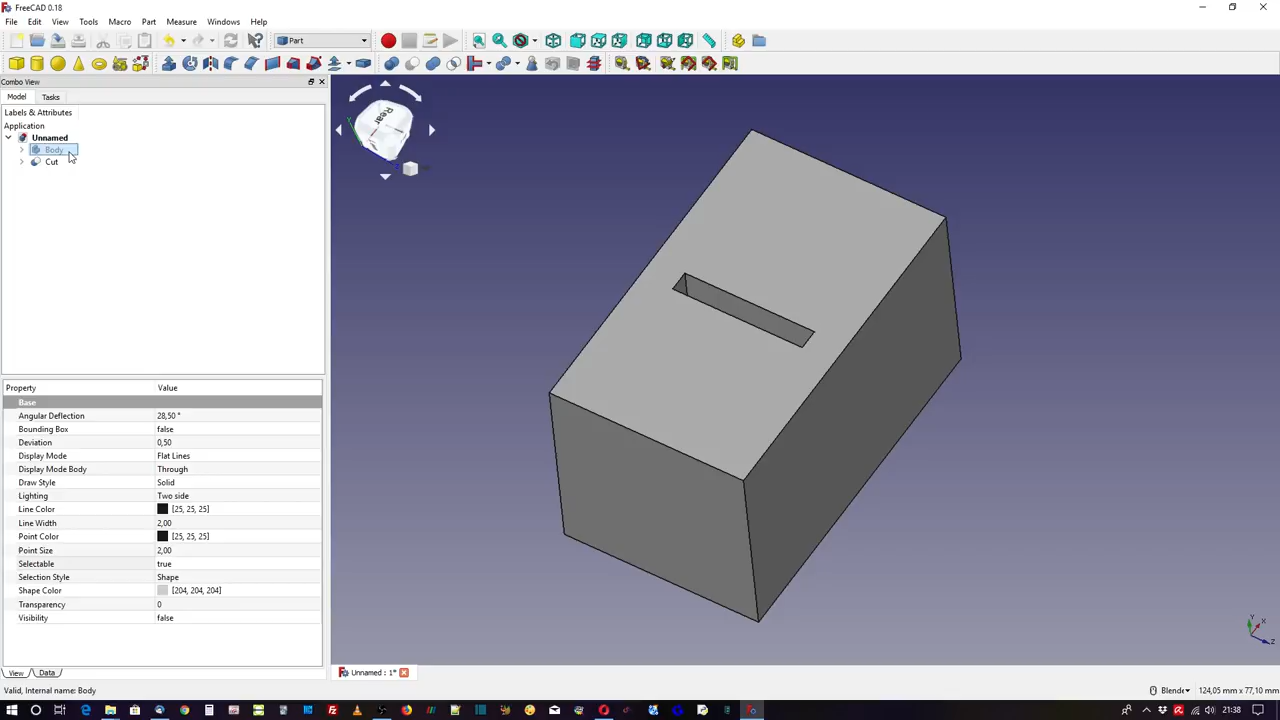 FreeCAD 0.18
File Edit View Tools Macro Part Measure Windows Help
Part
Combo View
Model Tasks
Labels & Attributes
Application
Unnamed
Body
Cut
Rear
Property Value
Base
Angular Deflection 28,50 °
Bounding Box false
Deviation 0,50
Display Mode Flat Lines
Display Mode Body Through
Draw Style Solid
Lighting Two side
Line Color [25, 25, 25]
Line Width 2,00
Point Color [25, 25, 25]
Point Size 2,00
Selectable true
Selection Style Shape
Shape Color [204, 204, 204]
Transparency 0
Visibility false
Y
X
Z
View Data
Unnamed : 1*
Valid, Internal name: Body
Blender
124,05 mm x 77,10 mm
21:38